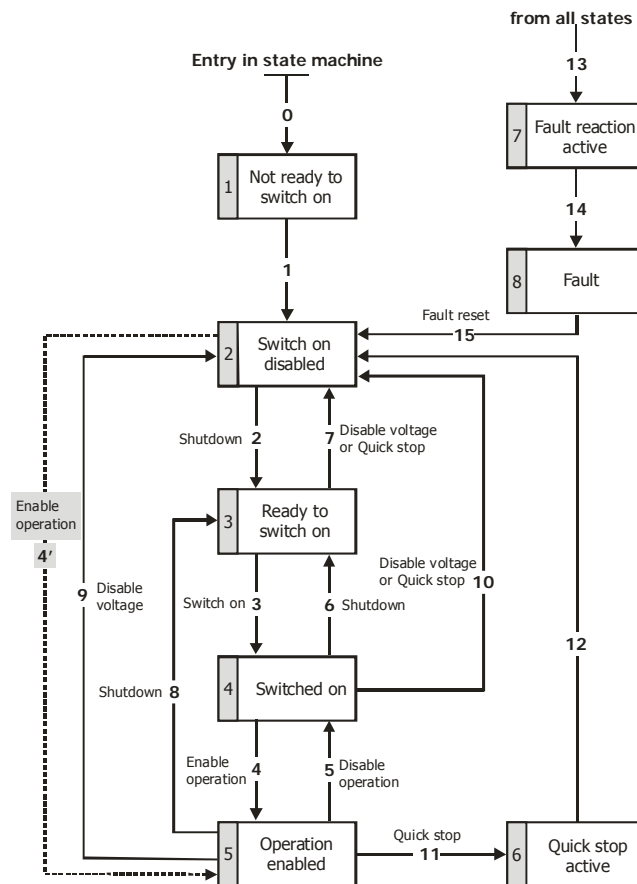 from all states
13
Entry in state machine
0
7
Fault reaction
active
1
Not ready to
switch on
14
8
Fault
1
Fault reset
15
2
Switch on
disabled
Shutdown 2
7 Disable voltage
or Quick stop
Enable
operation
4’
3
Ready to
switch on
9 Disable
voltage
Disable voltage
or Quick stop 10
Switch on 3
6 Shutdown
12
Shutdown 8
4
Switched on
Enable
operation 4
5 Disable
operation
5
Operation
enabled
Quick stop
11
6
Quick stop
active